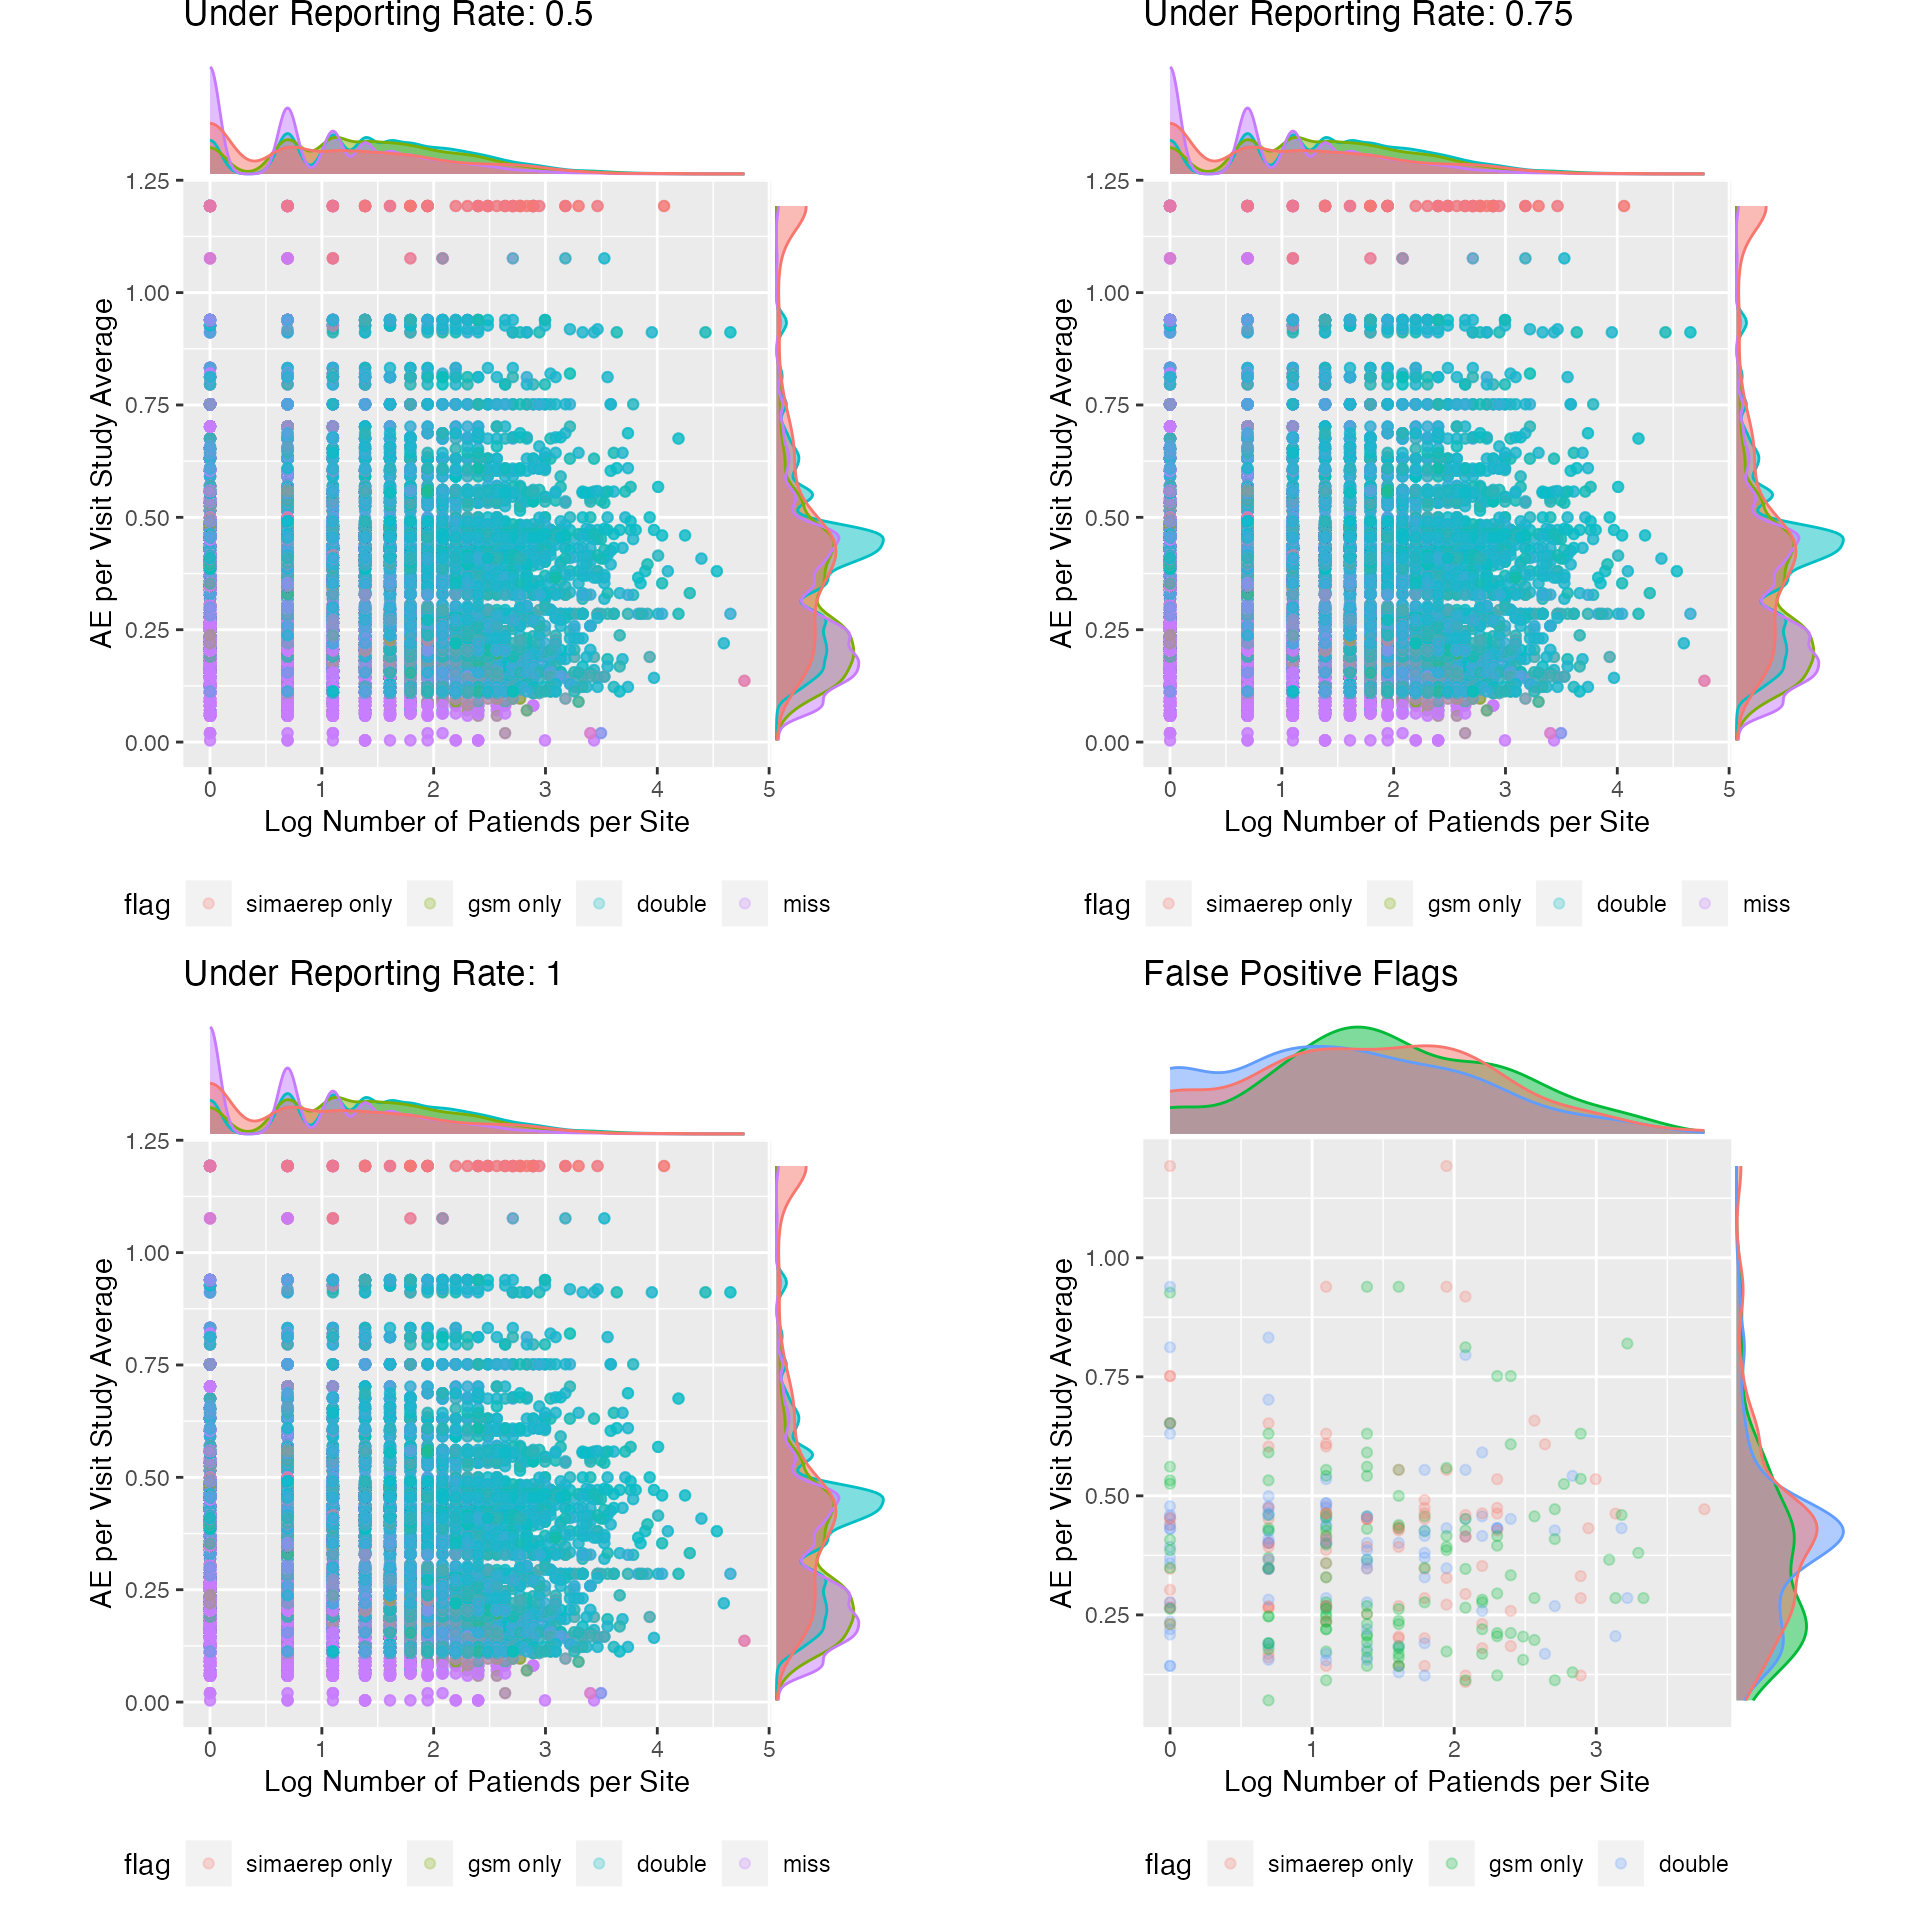 Under Reporting Rate: 0.5
1.25
1.00
0.75
0.50
0.25
0.00
AE per Visit Study Average
0 1 2 3 4 5
Log Number of Patiends per Site
flag simaerep only gsm only double miss
Under Reporting Rate: 0.75
1.25
1.00
0.75
0.50
0.25
0.00
AE per Visit Study Average
0 1 2 3 4 5
Log Number of Patiends per Site
flag simaerep only gsm only double miss
Under Reporting Rate: 1
1.25
1.00
0.75
0.50
0.25
0.00
AE per Visit Study Average
0 1 2 3 4 5
Log Number of Patiends per Site
flag simaerep only gsm only double miss
False Positive Flags
1.00
0.75
0.50
0.25
AE per Visit Study Average
0 1 2 3
Log Number of Patiends per Site
flag simaerep only gsm only double